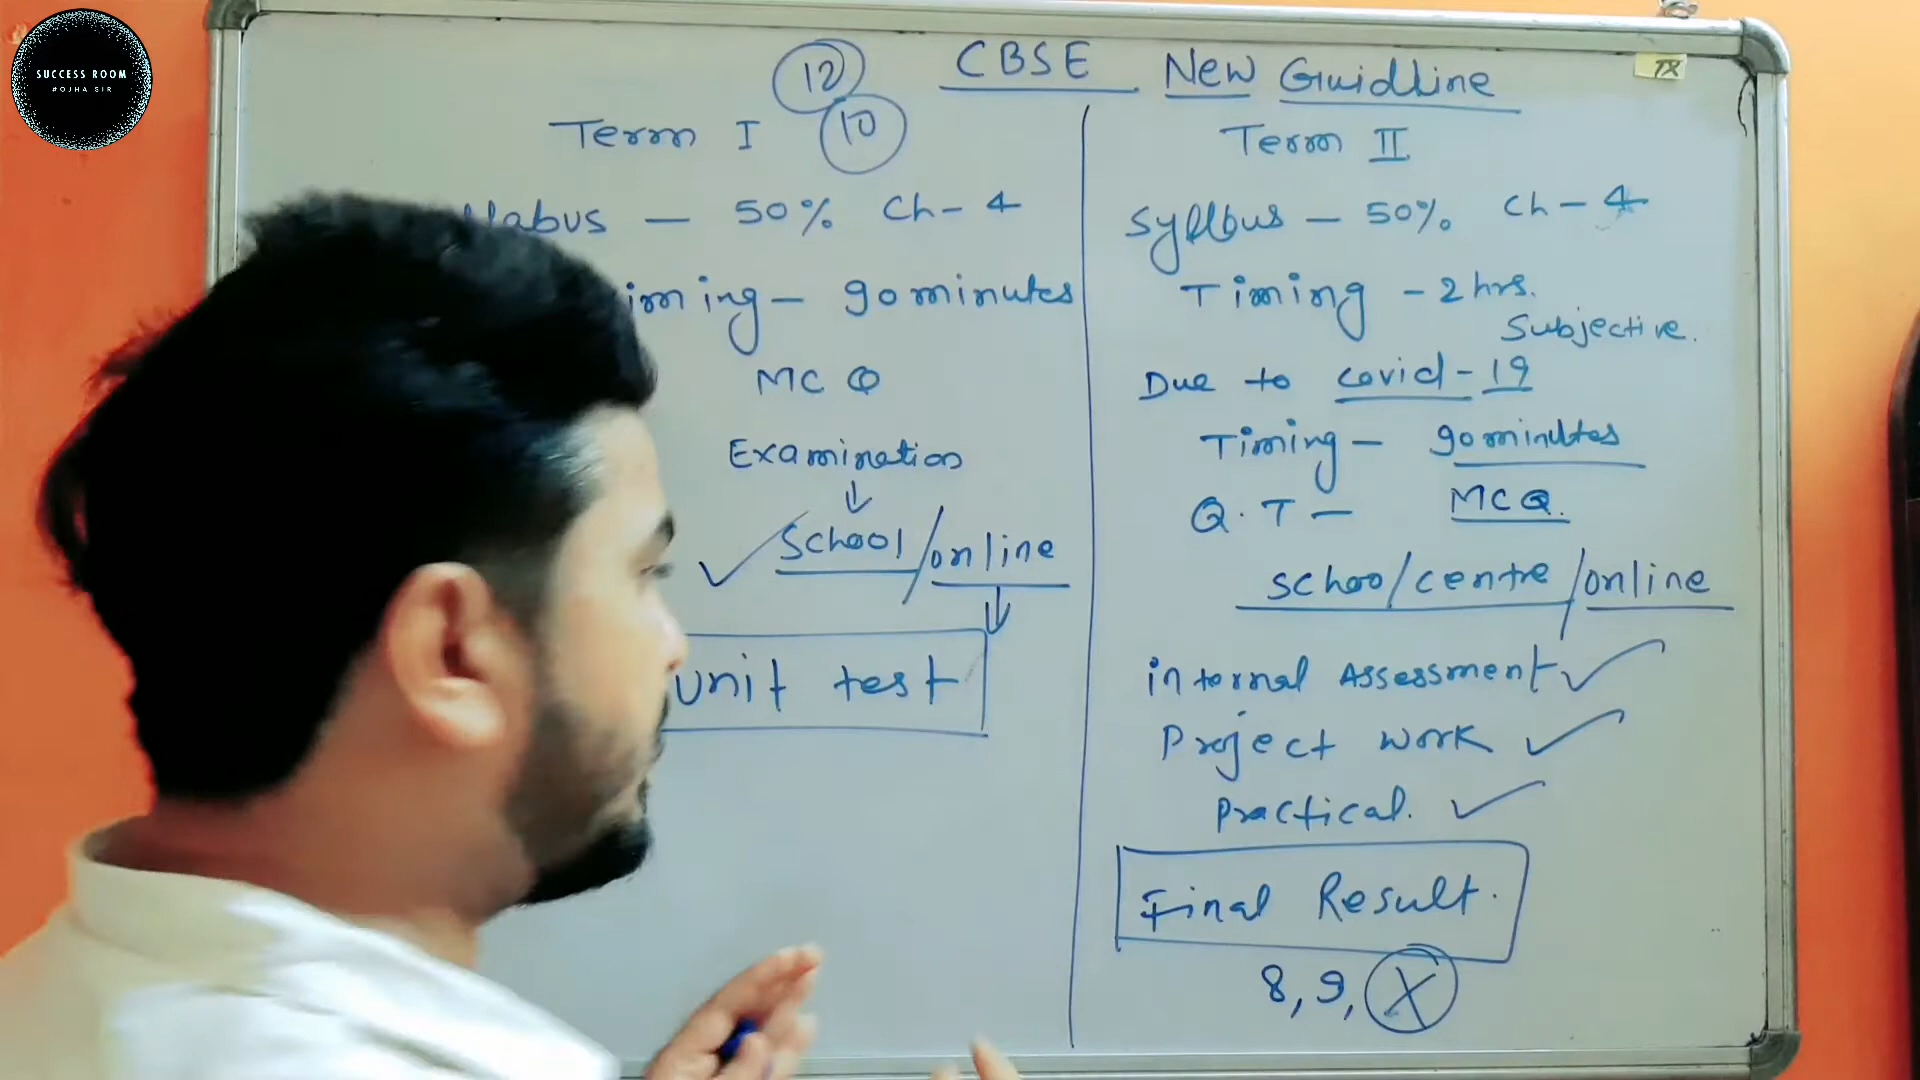 SUCCESS ROOM
#OJHA SIR
12 CBSE New Guidline
TX
Term I 10
llabus - 50% Ch-4
iming - 90 minutes
MCQ
Examination
↓
✓ School/online
↓
unit test
Term II
Syllbus - 50% Ch-4
Timing - 2 hrs.
Subjective.
Due to covid-19
Timing - 90 minutes
Q.T - MCQ.
schoo/centre/online
internal Assessment ✓
Project work ✓
Practical. ✓
Final Result.
8, 9, X